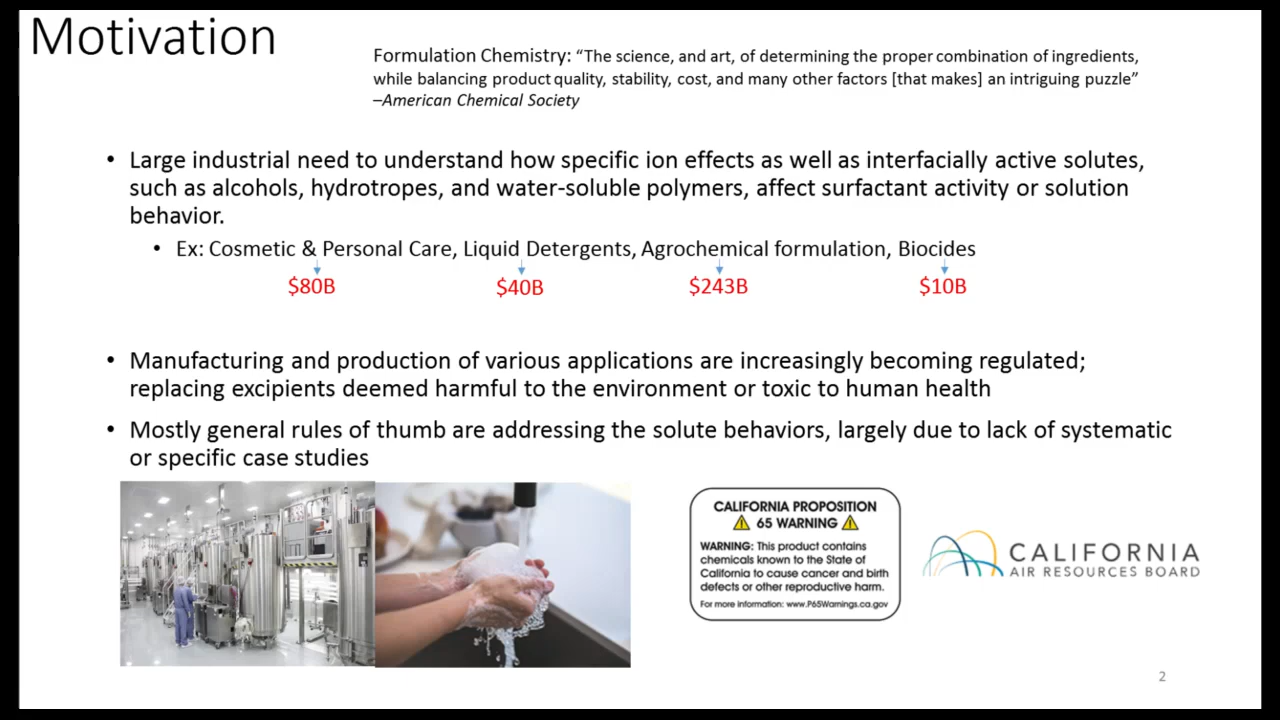 Motivation
Formulation Chemistry: “The science, and art, of determining the proper combination of ingredients,
while balancing product quality, stability, cost, and many other factors [that makes] an intriguing puzzle”
–American Chemical Society
• Large industrial need to understand how specific ion effects as well as interfacially active solutes,
such as alcohols, hydrotropes, and water-soluble polymers, affect surfactant activity or solution
behavior.
• Ex: Cosmetic & Personal Care, Liquid Detergents, Agrochemical formulation, Biocides
$80B $40B $243B $10B
• Manufacturing and production of various applications are increasingly becoming regulated;
replacing excipients deemed harmful to the environment or toxic to human health
• Mostly general rules of thumb are addressing the solute behaviors, largely due to lack of systematic
or specific case studies
CALIFORNIA PROPOSITION
65 WARNING
WARNING: This product contains
chemicals known to the State of
California to cause cancer and birth
defects or other reproductive harm.
For more information: www.P65Warnings.ca.gov
CALIFORNIA
AIR RESOURCES BOARD
2